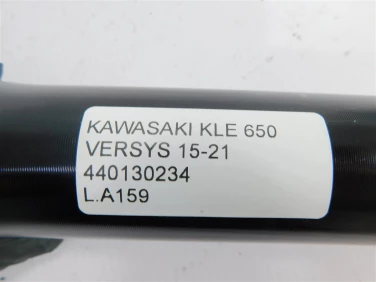 KAWASAKI KLE 650
VERSYS 15-21
440130234
L.A159